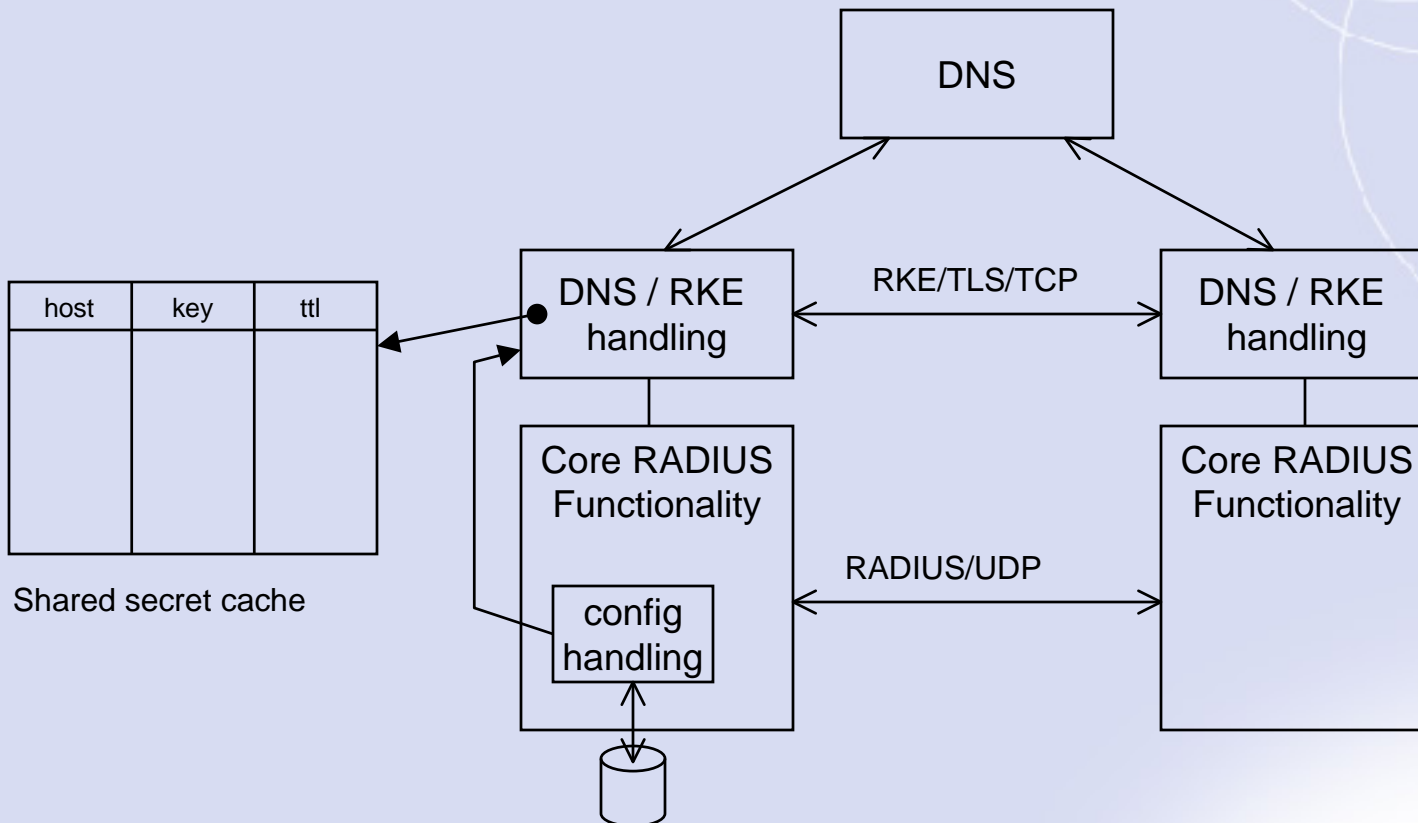 DNS
DNS / RKE
handling
RKE/TLS/TCP
DNS / RKE
handling
host key ttl
Shared secret cache
Core RADIUS
Functionality
config
handling
RADIUS/UDP
Core RADIUS
Functionality